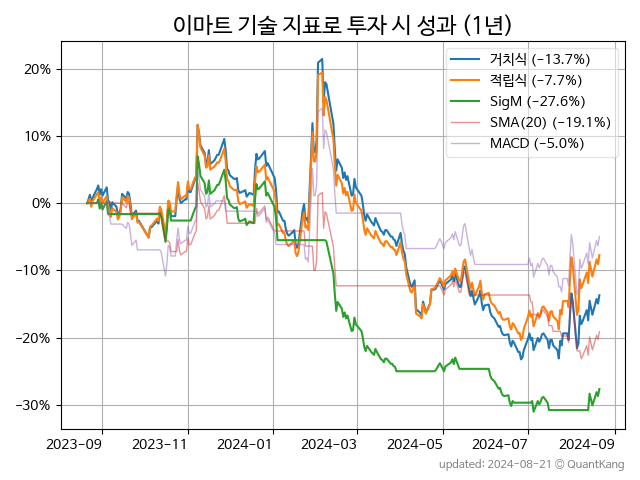 이마트 기술 지표로 투자 시 성과 (1년)
거치식 (−13.7%)
적립식 (−7.7%)
SigM (−27.6%)
SMA(20) (−19.1%)
MACD (−5.0%)
20%
10%
0%
−10%
−20%
−30%
2023-09 2023-11 2024-01 2024-03 2024-05 2024-07 2024-09
updated: 2024-08-21 © QuantKang